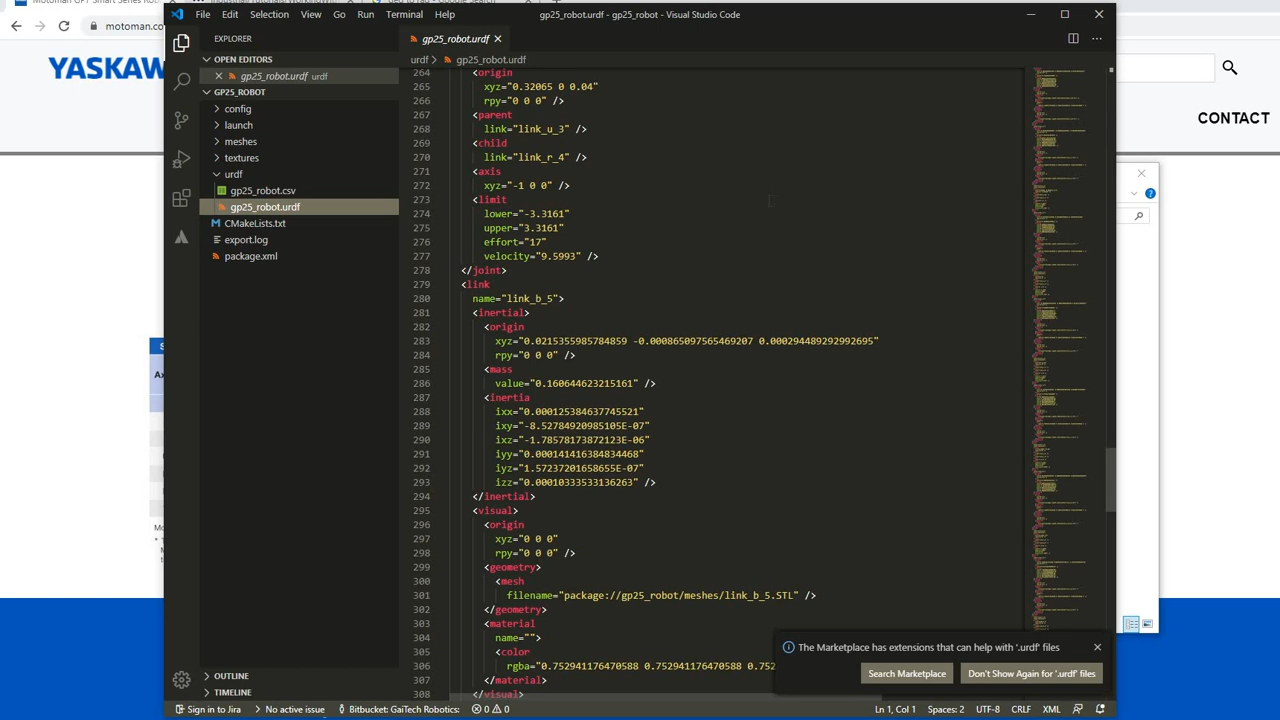 motoman.com
YASKAW
CONTACT
File Edit Selection View Go Run Terminal Help
gp25_robot.urdf - gp25_robot - Visual Studio Code
EXPLORER
OPEN EDITORS
gp25_robot.urdf urdf
GP25_ROBOT
config
launch
meshes
textures
urdf
gp25_robot.csv
gp25_robot.urdf
CMakeLists.txt
export.log
package.xml
OUTLINE
TIMELINE
gp25_robot.urdf
urdf > gp25_robot.urdf
264 <origin
265 xyz="0.32065 0 0.04"
266 rpy="0 0 0" />
267 <parent
268 link="link_u_3" />
269 <child
270 link="link_r_4" />
271 <axis
272 xyz="-1 0 0" />
273 <limit
274 lower="-3.3161"
275 upper="3.3161"
276 effort="17"
277 velocity="9.5993" />
278 </joint>
279 <link
280 name="link_b_5">
281 <inertial>
282 <origin
283 xyz="0.0215355985784859 -0.000865097565469207 0.000294489292992695"
284 rpy="0 0 0" />
285 <mass
286 value="0.160644623215161" />
287 <inertia
288 ixx="0.000125384637745521"
289 ixy="-8.52784920985105E-07"
290 ixz="-1.78578173872123E-06"
291 iyy="0.000141416384834468"
292 iyz="1.57237201658055E-07"
293 izz="0.00010333533136263" />
294 </inertial>
295 <visual>
296 <origin
297 xyz="0 0 0"
298 rpy="0 0 0" />
299 <geometry>
300 <mesh
301 filename="package://gp25_robot/meshes/link_b_5.STL" />
302 </geometry>
303 <material
304 name="">
305 <color
306 rgba="0.752941176470588 0.752941176470588 0.752
307 </material>
308 </visual>
The Marketplace has extensions that can help with '.urdf' files
Search Marketplace
Don't Show Again for '.urdf' files
Sign in to Jira No active issue Bitbucket: GaiTech Robotics: 0 0
Ln 1, Col 1 Spaces: 2 UTF-8 CRLF XML